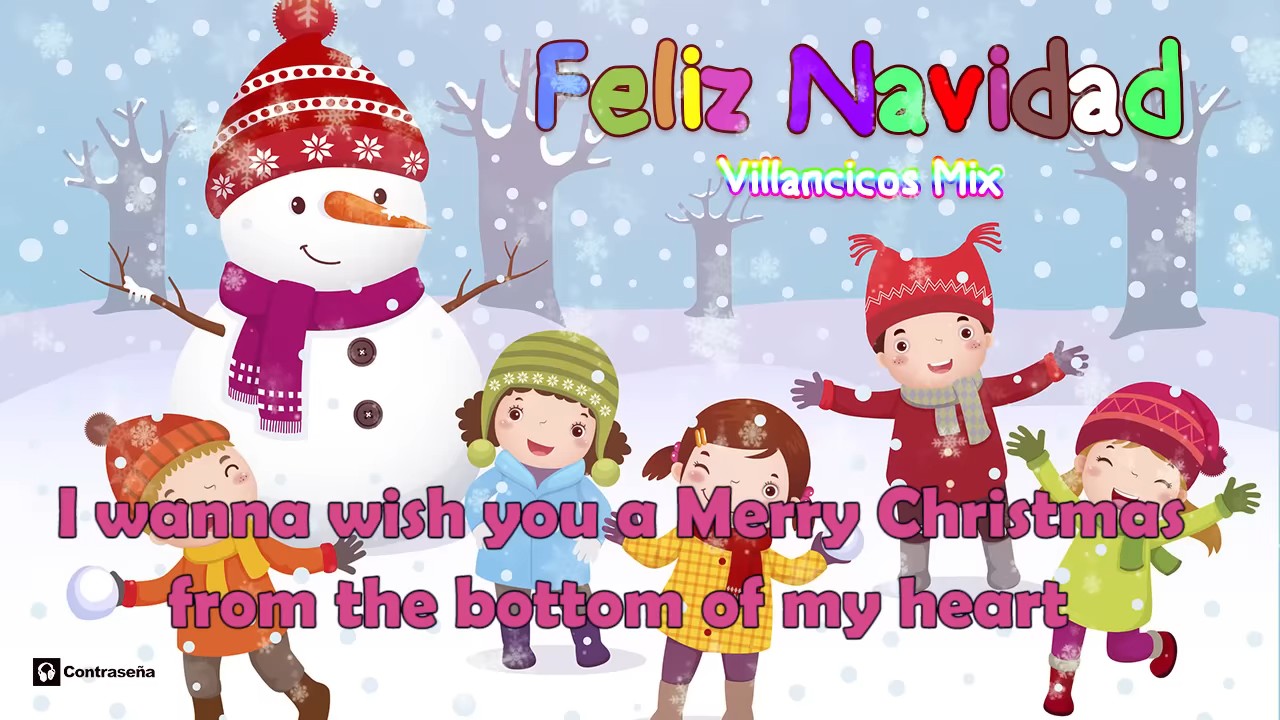 Feliz Navidad
Villancicos Mix
I wanna wish you a Merry Christmas
from the bottom of my heart
Contraseña